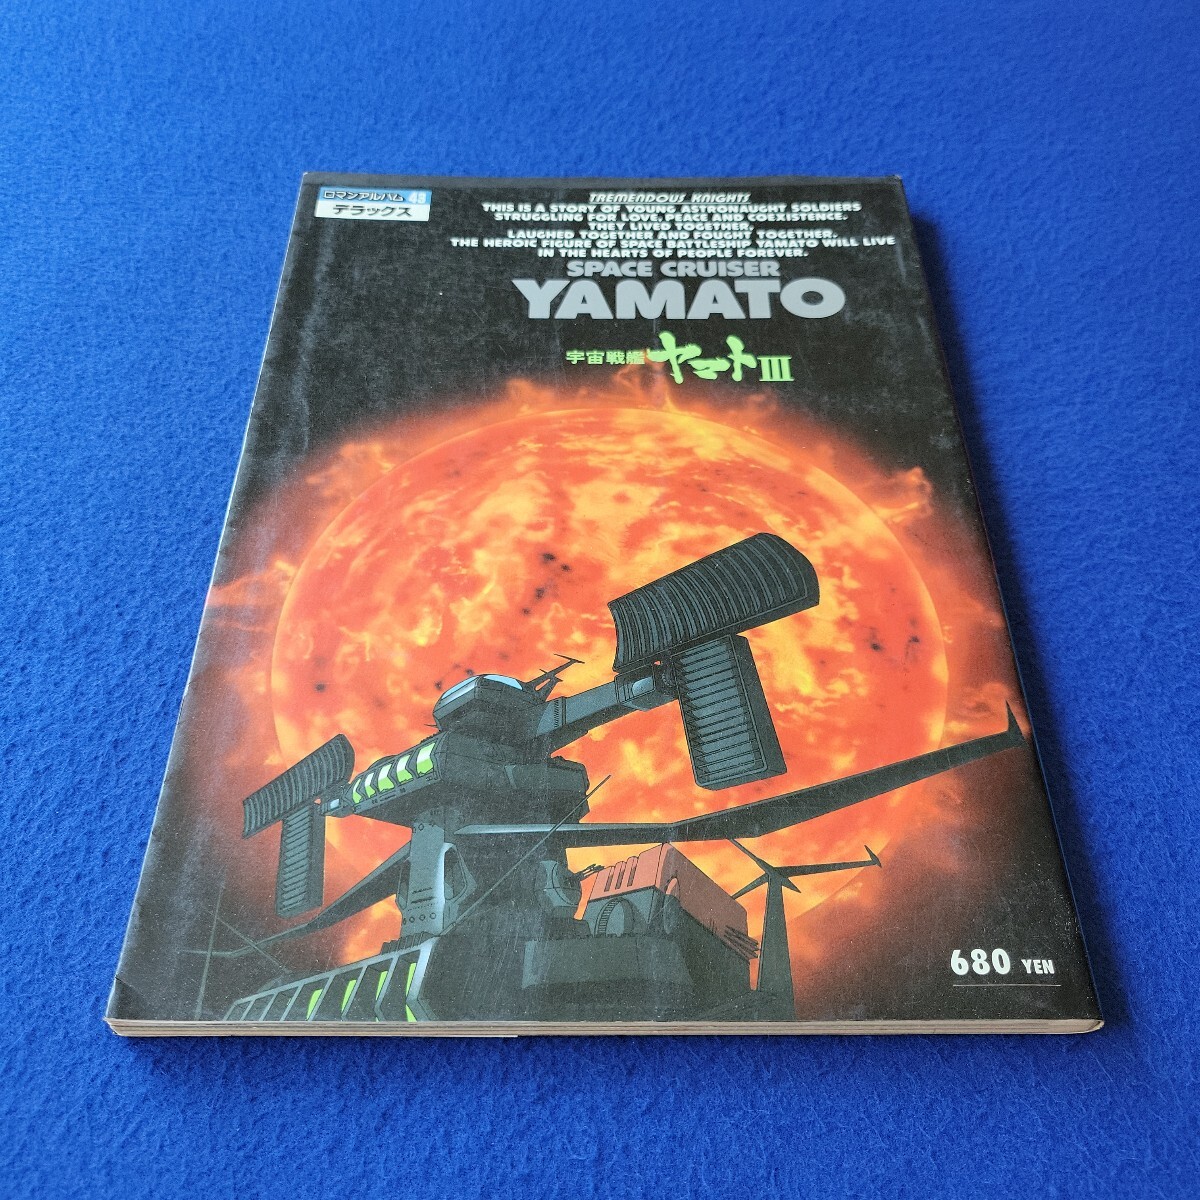 ロマンアルバム 43
デラックス
TREMENDOUS KNIGHTS
THIS IS A STORY OF YOUNG ASTRONAUGHT SOLDIERS
STRUGGLING FOR LOVE, PEACE AND COEXISTENCE.
THEY LIVED TOGETHER,
LAUGHED TOGETHER AND FOUGHT TOGETHER.
THE HEROIC FIGURE OF SPACE BATTLESHIP YAMATO WILL LIVE
IN THE HEARTS OF PEOPLE FOREVER.
SPACE CRUISER
YAMATO
宇宙戦艦ヤマトIII
680 YEN